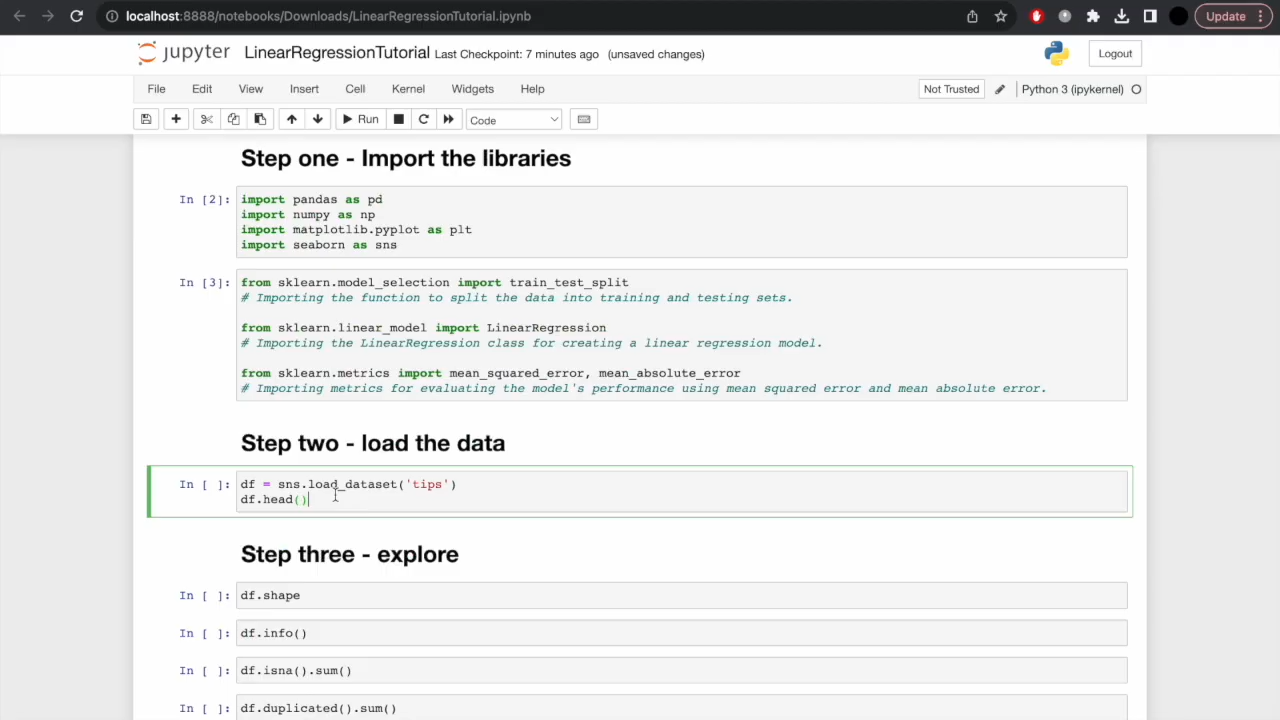 localhost:8888/notebooks/Downloads/LinearRegressionTutorial.ipynb
Update
jupyter LinearRegressionTutorial Last Checkpoint: 7 minutes ago (unsaved changes)
Logout
File Edit View Insert Cell Kernel Widgets Help
Not Trusted
Python 3 (ipykernel)
Run
Code
Step one - Import the libraries
In [2]: import pandas as pd
import numpy as np
import matplotlib.pyplot as plt
import seaborn as sns
In [3]: from sklearn.model_selection import train_test_split
# Importing the function to split the data into training and testing sets.
from sklearn.linear_model import LinearRegression
# Importing the LinearRegression class for creating a linear regression model.
from sklearn.metrics import mean_squared_error, mean_absolute_error
# Importing metrics for evaluating the model's performance using mean squared error and mean absolute error.
Step two - load the data
In [ ]: df = sns.load_dataset('tips')
df.head()
Step three - explore
In [ ]: df.shape
In [ ]: df.info()
In [ ]: df.isna().sum()
In [ ]: df.duplicated().sum()